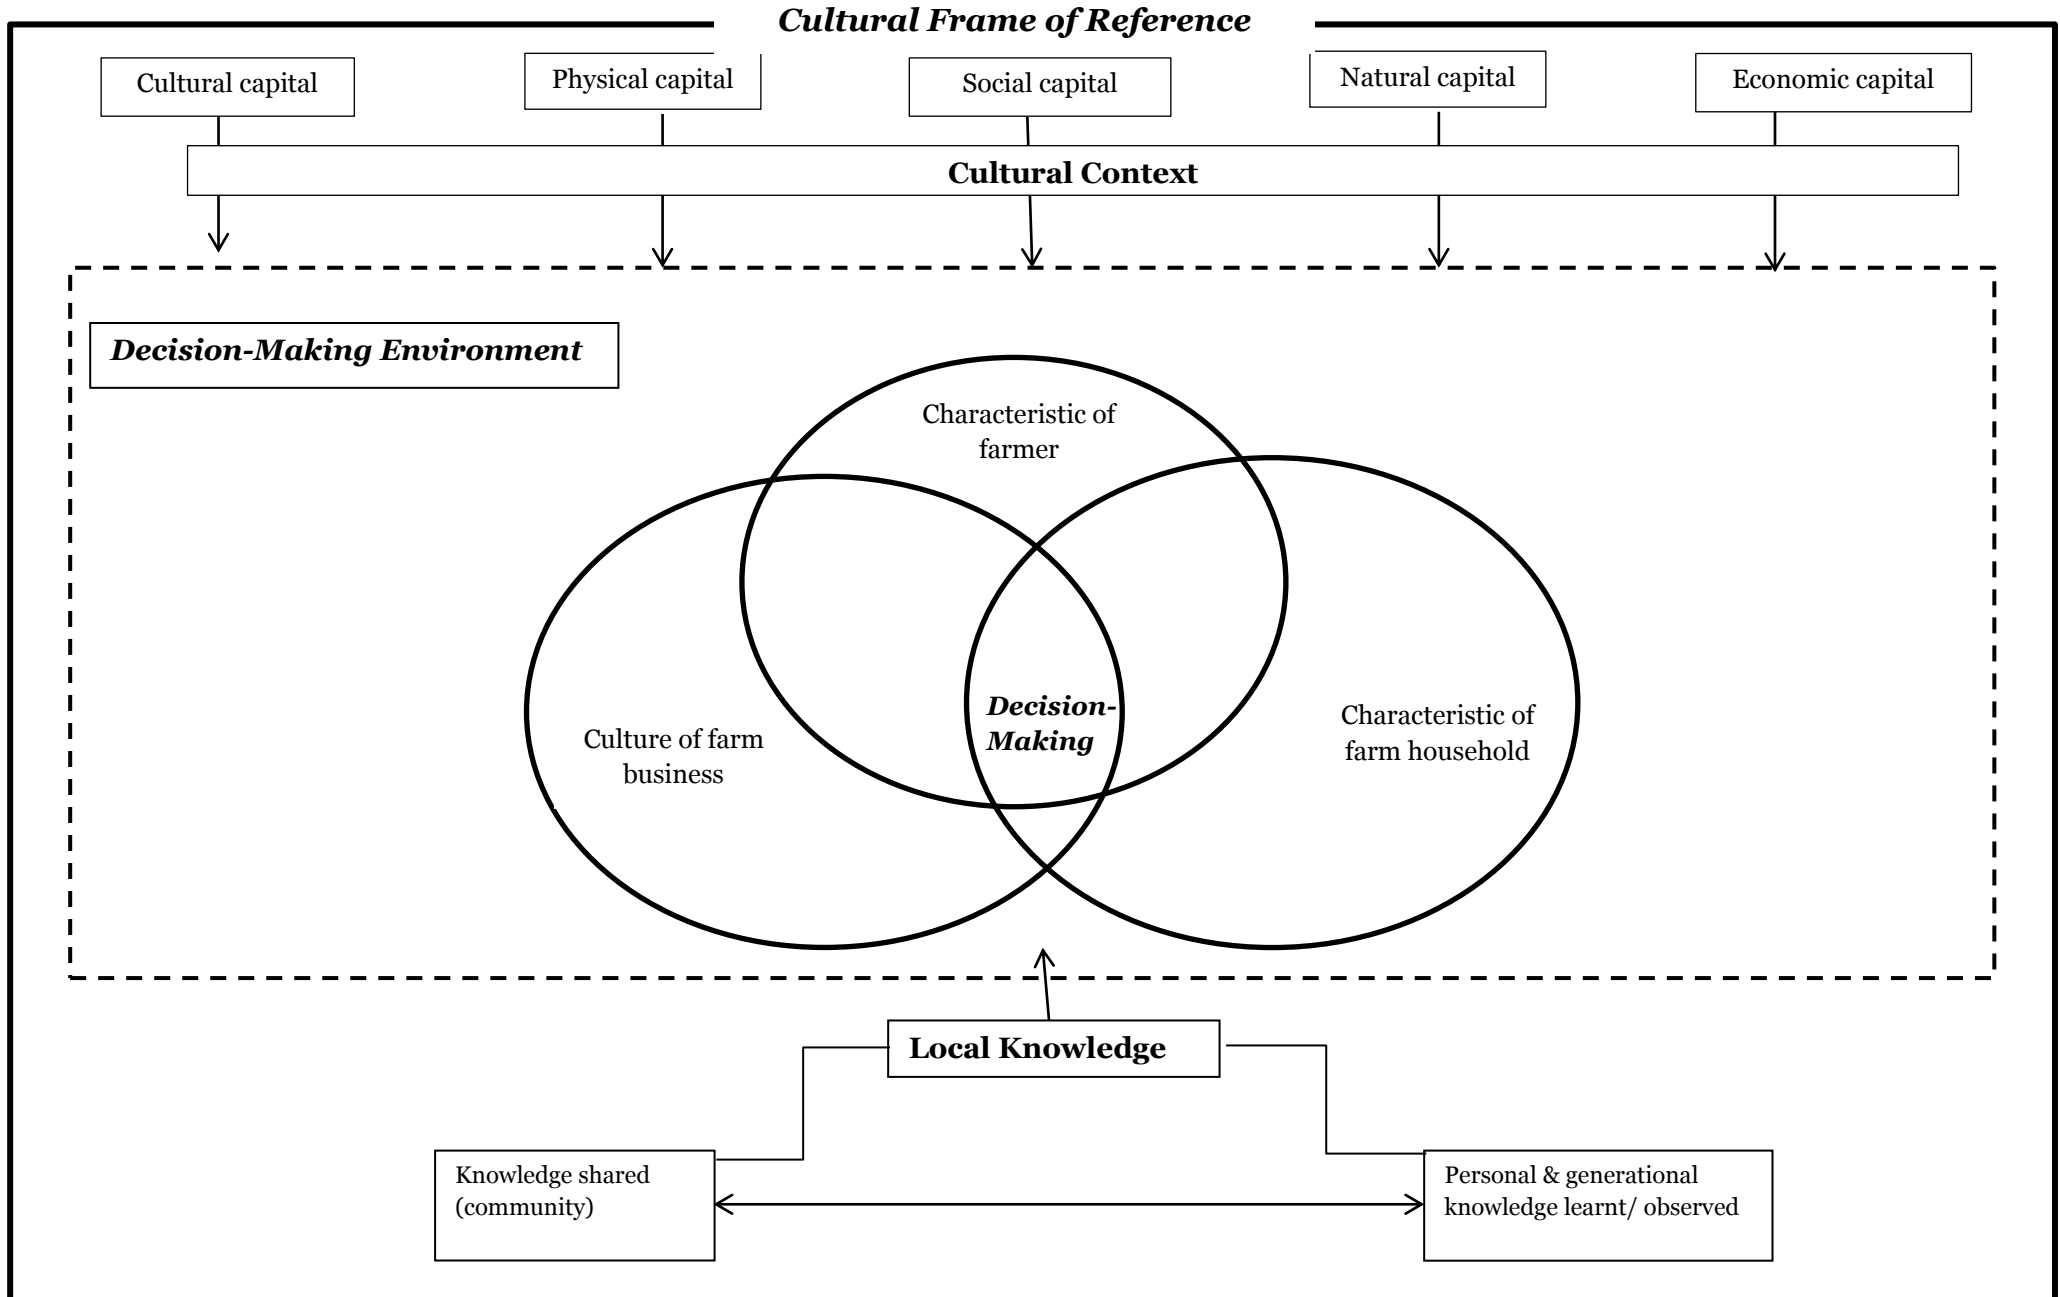 Cultural Frame of Reference
Cultural capital
Physical capital
Social capital
Natural capital
Economic capital
Cultural Context
Decision-Making Environment
Characteristic of
farmer
Decision-
Making
Culture of farm
business
Characteristic of
farm household
Local Knowledge
Knowledge shared
(community)
Personal & generational
knowledge learnt/ observed